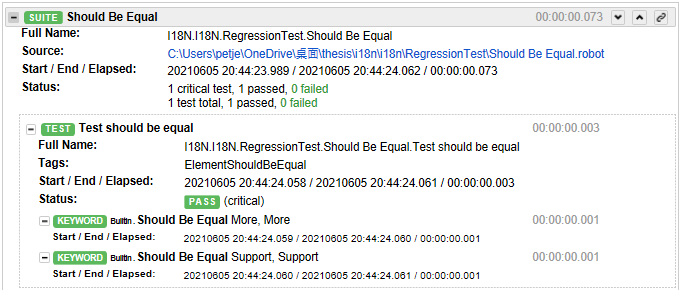 SUITE Should Be Equal 00:00:00.073
Full Name: I18N.I18N.RegressionTest.Should Be Equal
Source: C:\Users\petje\OneDrive\桌面\thesis\i18n\i18n\RegressionTest\Should Be Equal.robot
Start / End / Elapsed: 20210605 20:44:23.989 / 20210605 20:44:24.062 / 00:00:00.073
Status: 1 critical test, 1 passed, 0 failed
1 test total, 1 passed, 0 failed
TEST Test should be equal 00:00:00.003
Full Name: I18N.I18N.RegressionTest.Should Be Equal.Test should be equal
Tags: ElementShouldBeEqual
Start / End / Elapsed: 20210605 20:44:24.058 / 20210605 20:44:24.061 / 00:00:00.003
Status: PASS (critical)
KEYWORD BuiltIn. Should Be Equal More, More 00:00:00.001
Start / End / Elapsed: 20210605 20:44:24.059 / 20210605 20:44:24.060 / 00:00:00.001
KEYWORD BuiltIn. Should Be Equal Support, Support 00:00:00.001
Start / End / Elapsed: 20210605 20:44:24.060 / 20210605 20:44:24.061 / 00:00:00.001